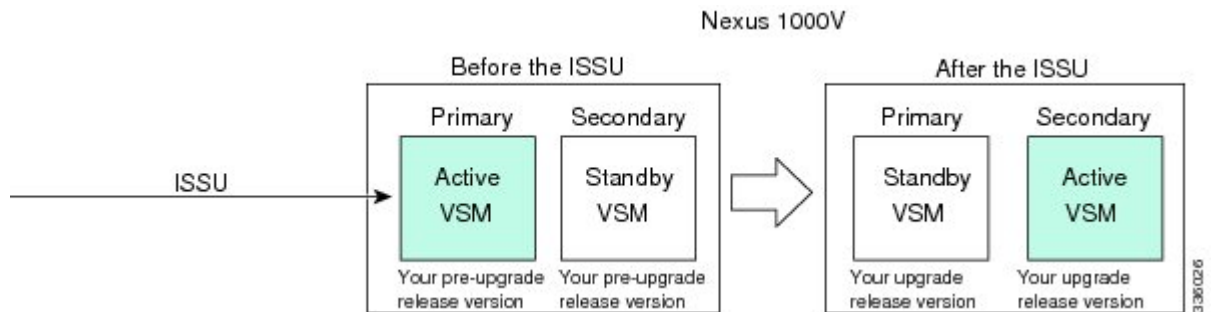 Nexus 1000V
Before the ISSU
After the ISSU
Primary
Secondary
Primary
Secondary
ISSU
Active
VSM
Standby
VSM
Standby
VSM
Active
VSM
Your pre-upgrade
release version
Your pre-upgrade
release version
Your upgrade
release version
Your upgrade
release version
336026